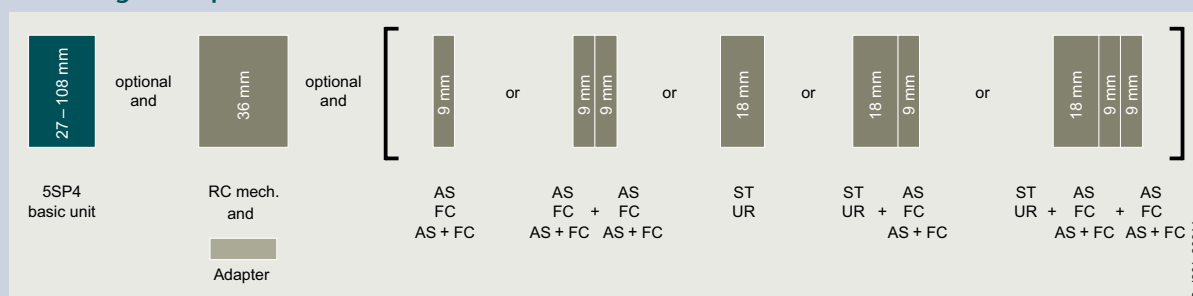 27 – 108 mm
optional
and
36 mm
optional
and
9 mm
or
9 mm
9 mm
or
18 mm
or
18 mm
9 mm
or
18 mm
9 mm
9 mm
5SP4
basic unit
RC mech.
and
Adapter
AS
FC
AS + FC
AS AS
FC + FC
AS + FC AS + FC
ST
UR
ST AS
UR + FC
AS + FC
ST AS AS
UR + FC + FC
AS + FC AS + FC